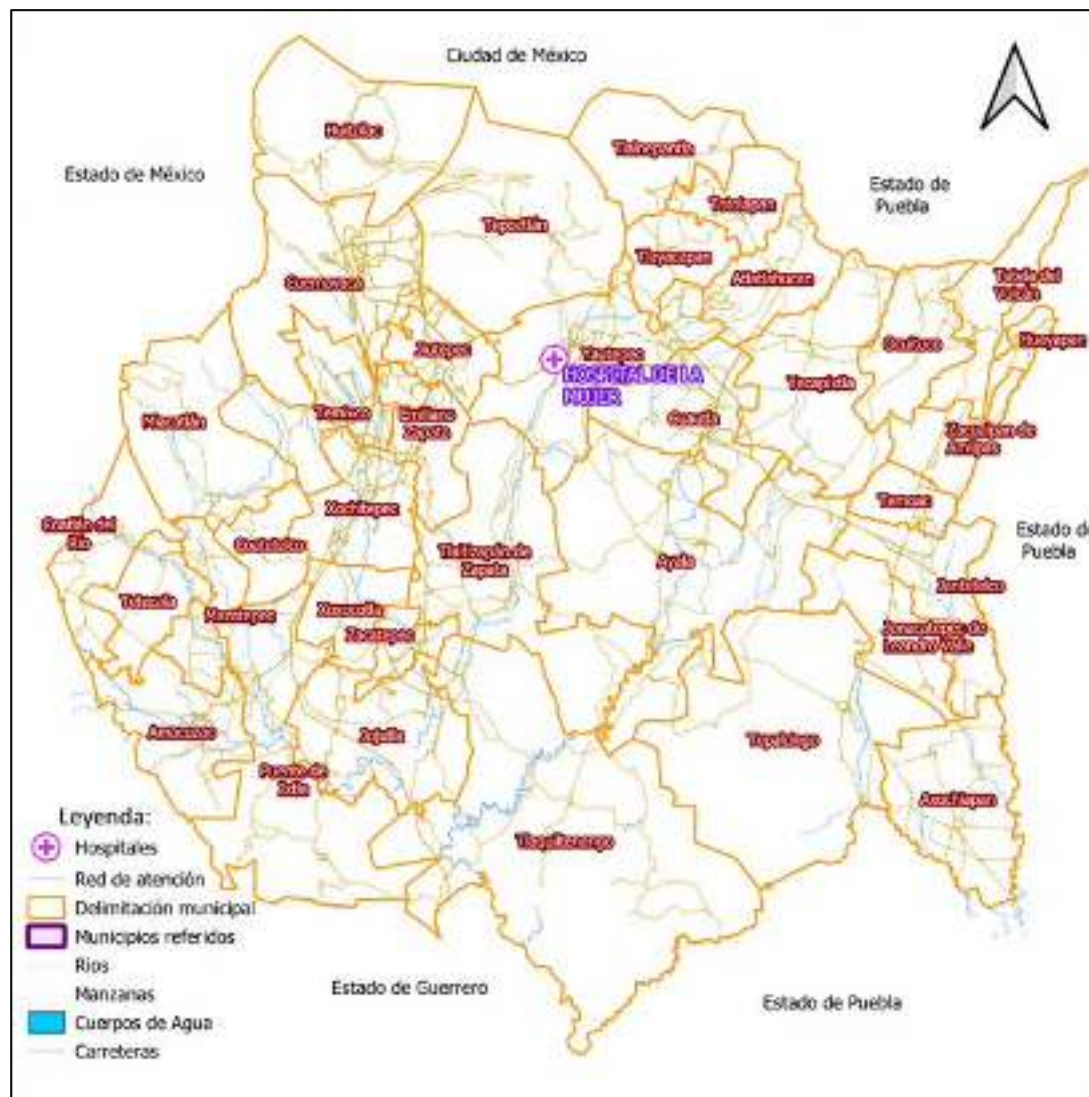 Ciudad de México
Huitzilac
Tlalnepantla
Estado de México
Estado de
Puebla
Totolapan
Tepoztlán
Tlayacapan
Atlatlahucan
Tetela del
Volcán
Cuernavaca
Hueyapan
Ocuituco
Jiutepec
Yautepec
HOSPITAL DE LA
MUJER
Yecapixtla
Miacatlán
Temixco
Emiliano
Zapata
Cuautla
Zacualpan de
Amilpas
Temoac
Xochitepec
Coatlán del
Río
Coatetelco
Tlaltizapán de
Zapata
Ayala
Estado de
Puebla
Jantetelco
Tetecala
Mazatepec
Xoxocotla
Zacatepec
Jonacatepec de
Leandro Valle
Amacuzac
Jojutla
Tepalcingo
Puente de
Ixtla
Axochiapan
Tlaquiltenango
Leyenda:
Hospitales
Red de atención
Delimitación municipal
Municipios referidos
Rios
Manzanas
Cuerpos de Agua
Carreteras
Estado de Guerrero
Estado de Puebla